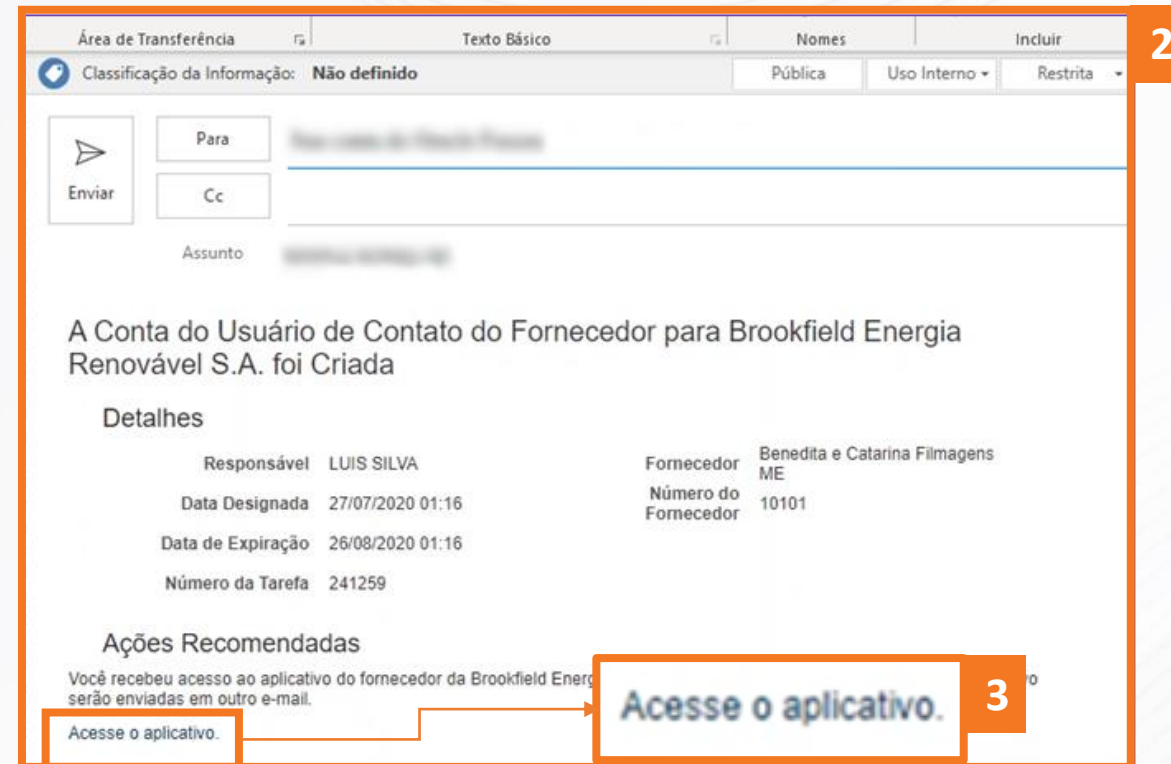 2
Área de Transferência Texto Básico Nomes Incluir
Classificação da Informação: Não definido Pública Uso Interno Restrita
Para
Enviar
Cc
Assunto
A Conta do Usuário de Contato do Fornecedor para Brookfield Energia
Renovável S.A. foi Criada
Detalhes
Responsável LUIS SILVA Fornecedor Benedita e Catarina Filmagens
ME
Data Designada 27/07/2020 01:16 Número do
Fornecedor 10101
Data de Expiração 26/08/2020 01:16
Número da Tarefa 241259
Ações Recomendadas
Você recebeu acesso ao aplicativo do fornecedor da Brookfield Energ
serão enviadas em outro e-mail.
Acesse o aplicativo.
Acesse o aplicativo. 3